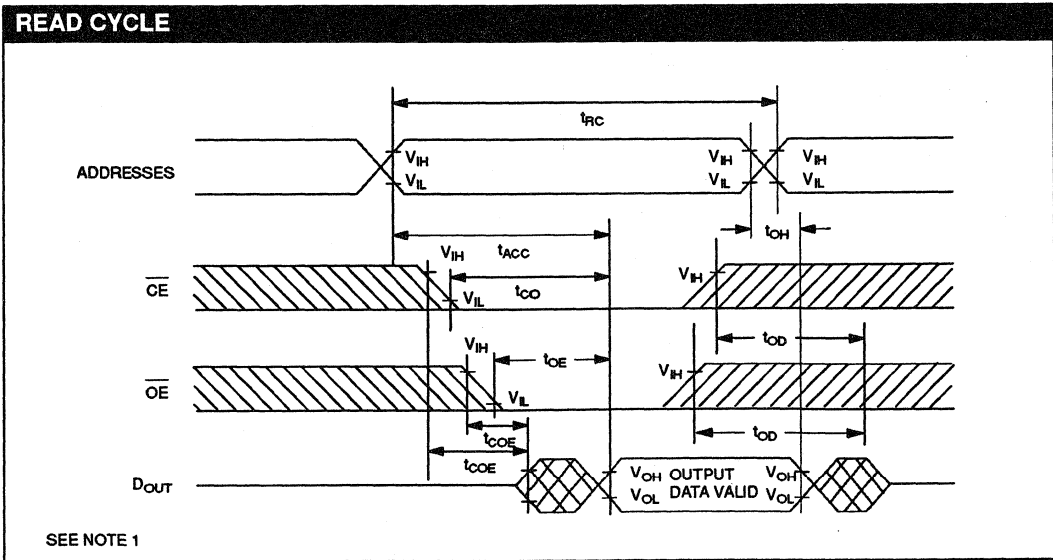 READ CYCLE
tRC
ADDRESSES
VIH VIH VIH
VIL VIL VIL
tOH
tACC
VIH
CE
tCO
VIL
VIH
tOD
VIH
OE
tOE
VIL
VIH
tCOE
tOD
tCOE
DOUT
VOH OUTPUT VOH
VOL DATA VALID VOL
SEE NOTE 1